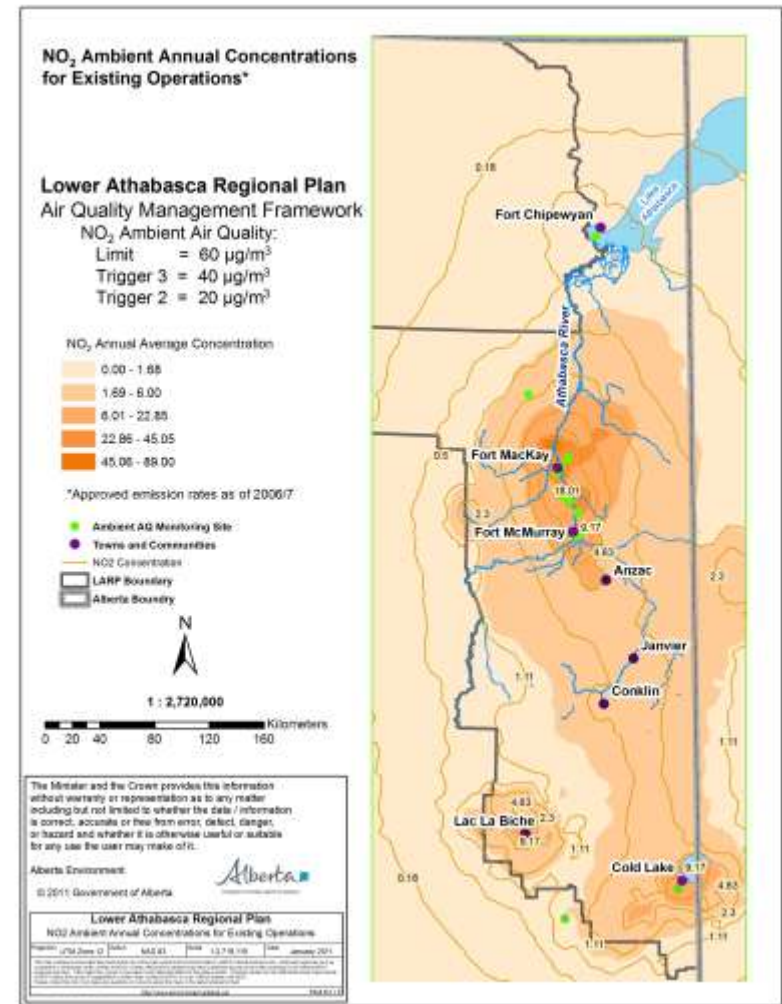 NO₂ Ambient Annual Concentrations
for Existing Operations*
Lower Athabasca Regional Plan
Air Quality Management Framework
NO₂ Ambient Air Quality:
Limit = 60 µg/m³
Trigger 3 = 40 µg/m³
Trigger 2 = 20 µg/m³
NO₂ Annual Average Concentration
0.00 - 1.68
1.69 - 6.00
6.01 - 22.85
22.86 - 45.05
45.06 - 89.00
*Approved emission rates as of 2006/7
Ambient AQ Monitoring Site
Towns and Communities
NO2 Concentration
LARP Boundary
Alberta Boundry
N
1 : 2,720,000
Kilometers
0 20 40 80 120 160
The Minister and the Crown provides this information
without warranty or representation as to any matter
including but not limited to whether the data / information
is correct, accurate or free from error, defect, danger,
or hazard and whether it is otherwise useful or suitable
for any use the user may make of it.
Alberta Environment
Alberta
© 2011 Government of Alberta
Lower Athabasca Regional Plan
NO2 Ambient Annual Concentrations for Existing Operations
UTM Zone 12
NAD 83
January 2011
0.18
Lake Athabasca
Fort Chipewyan
Athabasca River
Fort MacKay
0.5
18.01
2.3
Fort McMurray
9.17
4.83
Anzac
2.3
Janvier
1.11
Conklin
1.11
4.83
2.3
Lac La Biche
9.17
1.11
Cold Lake
9.17
0.18
4.83
2.3
1.11
1.11